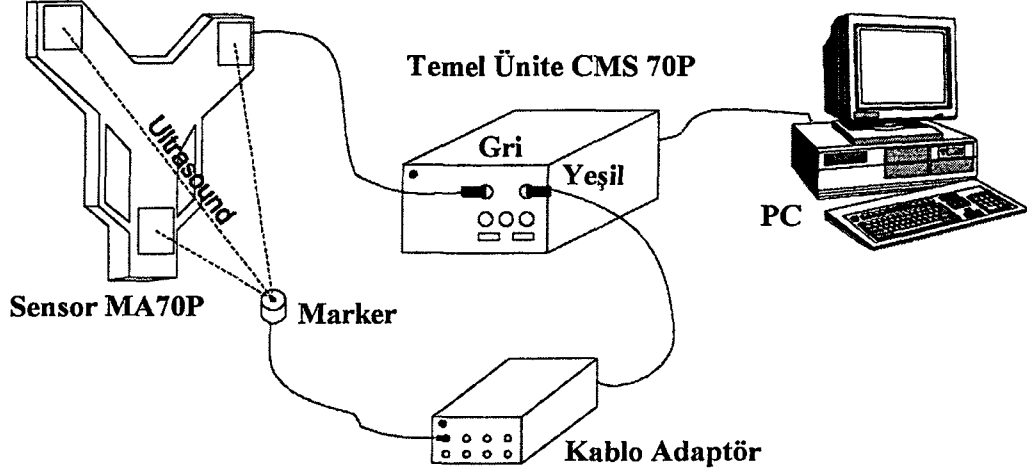 Temel Ünite CMS 70P
Ultrasound
Gri
Yeşil
PC
Sensor MA70P
Marker
Kablo Adaptör